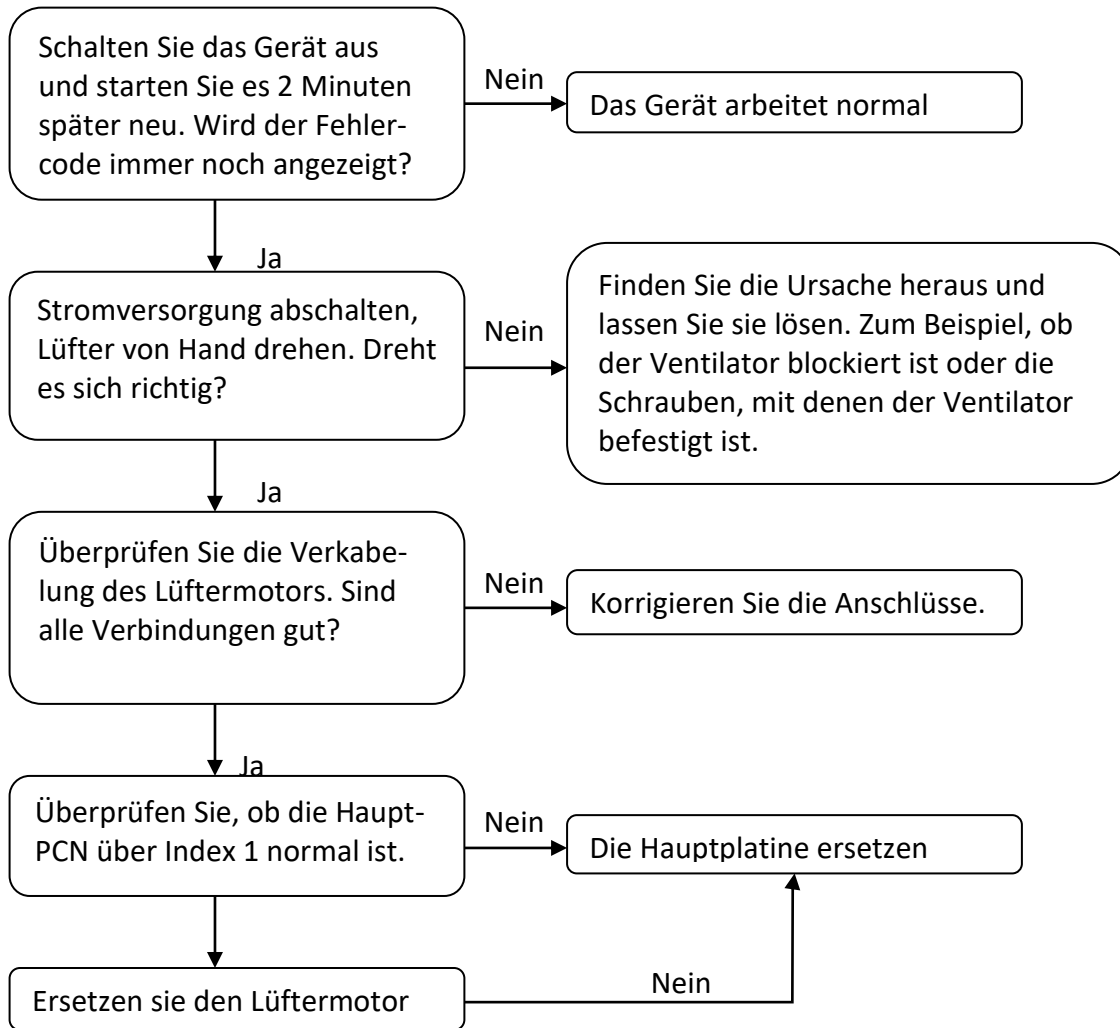 Schalten Sie das Gerät aus
und starten Sie es 2 Minuten
später neu. Wird der Fehler-
code immer noch angezeigt?
Nein
Das Gerät arbeitet normal
Ja
Stromversorgung abschalten,
Lüfter von Hand drehen. Dreht
es sich richtig?
Nein
Finden Sie die Ursache heraus und
lassen Sie sie lösen. Zum Beispiel, ob
der Ventilator blockiert ist oder die
Schrauben, mit denen der Ventilator
befestigt ist.
Ja
Überprüfen Sie die Verkabe-
lung des Lüftermotors. Sind
alle Verbindungen gut?
Nein
Korrigieren Sie die Anschlüsse.
Ja
Überprüfen Sie, ob die Haupt-
PCN über Index 1 normal ist.
Nein
Die Hauptplatine ersetzen
Ersetzen sie den Lüftermotor
Nein